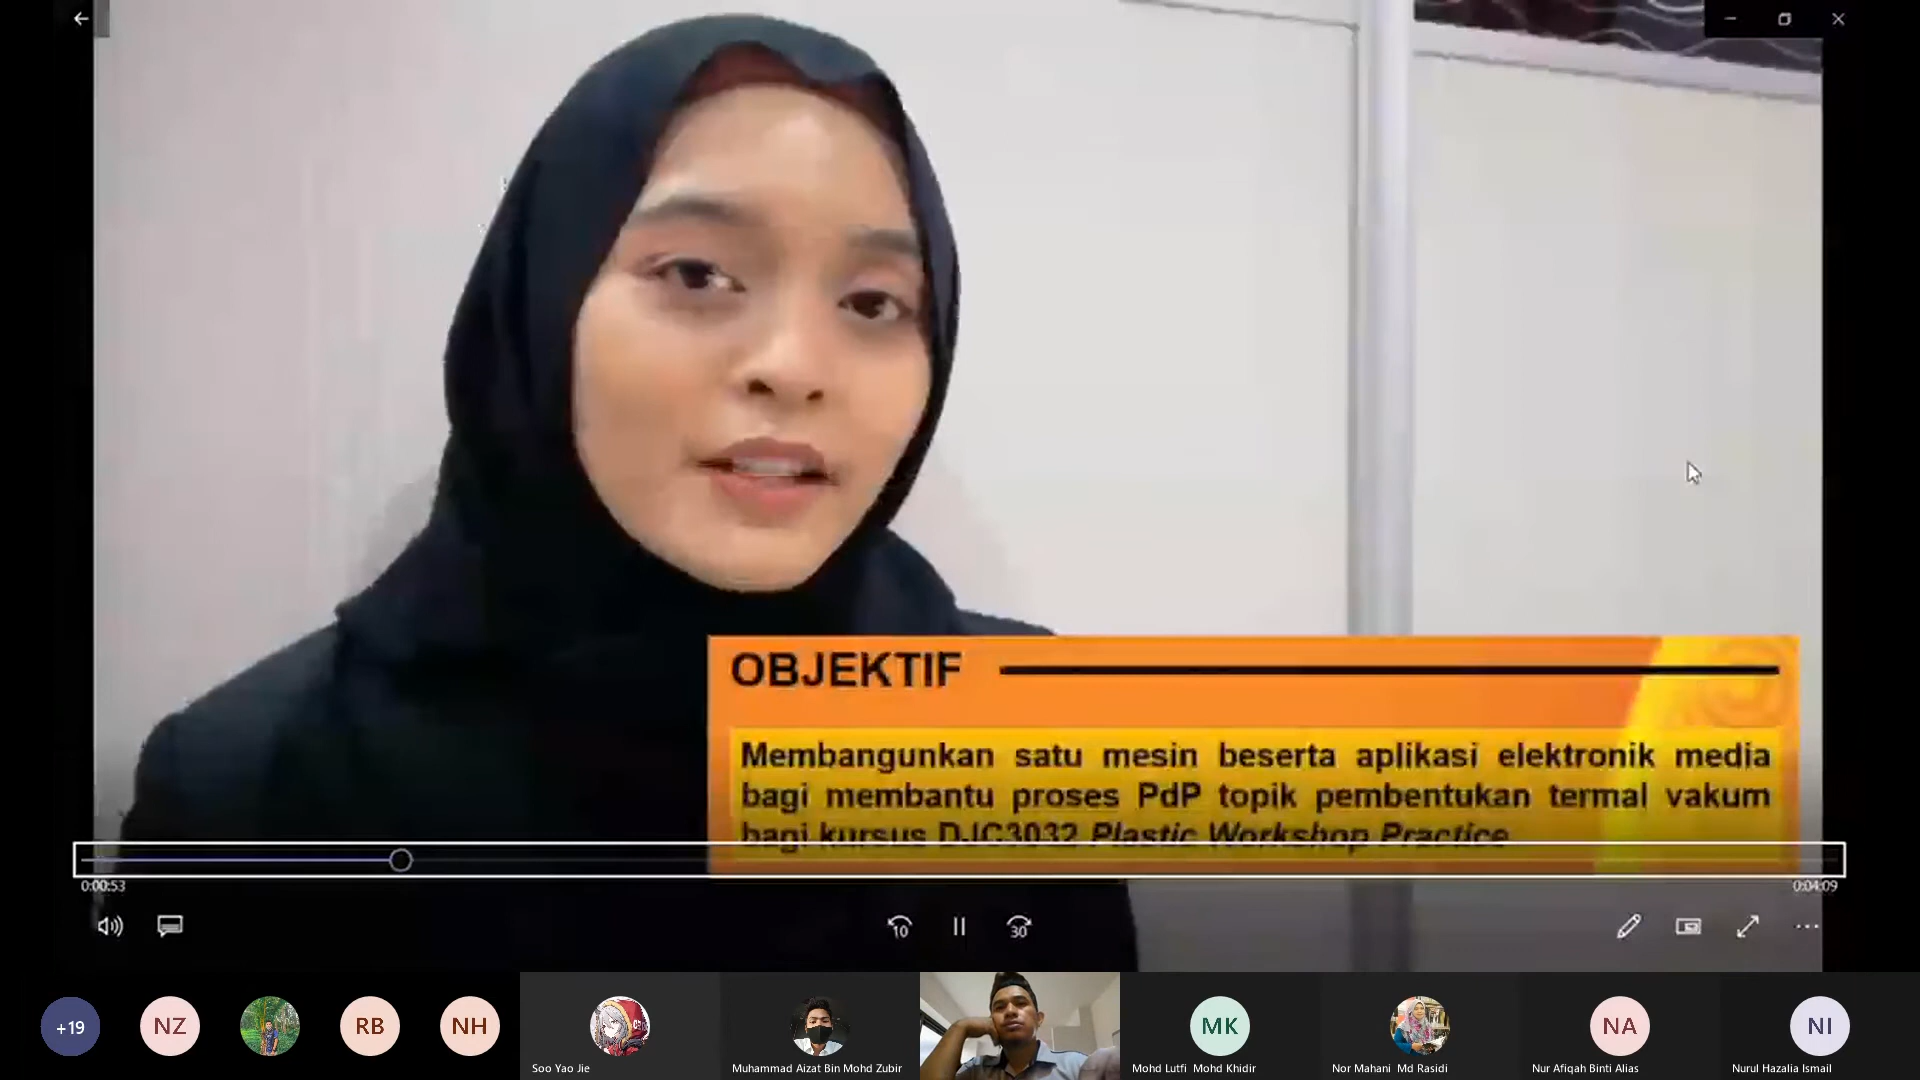 OBJEKTIF
Membangunkan satu mesin beserta aplikasi elektronik media
bagi membantu proses PdP topik pembentukan termal vakum
bagi kursus DJC3032 Plastic Workshop Practice
0:00:53
0:04:09
10
30
+19
NZ
RB
NH
MK
NA
NI
Soo Yao Jie
Muhammad Aizat Bin Mohd Zubir
Mohd Lutfi Mohd Khidir
Nor Mahani Md Rasidi
Nur Afiqah Binti Alias
Nurul Hazalia Ismail